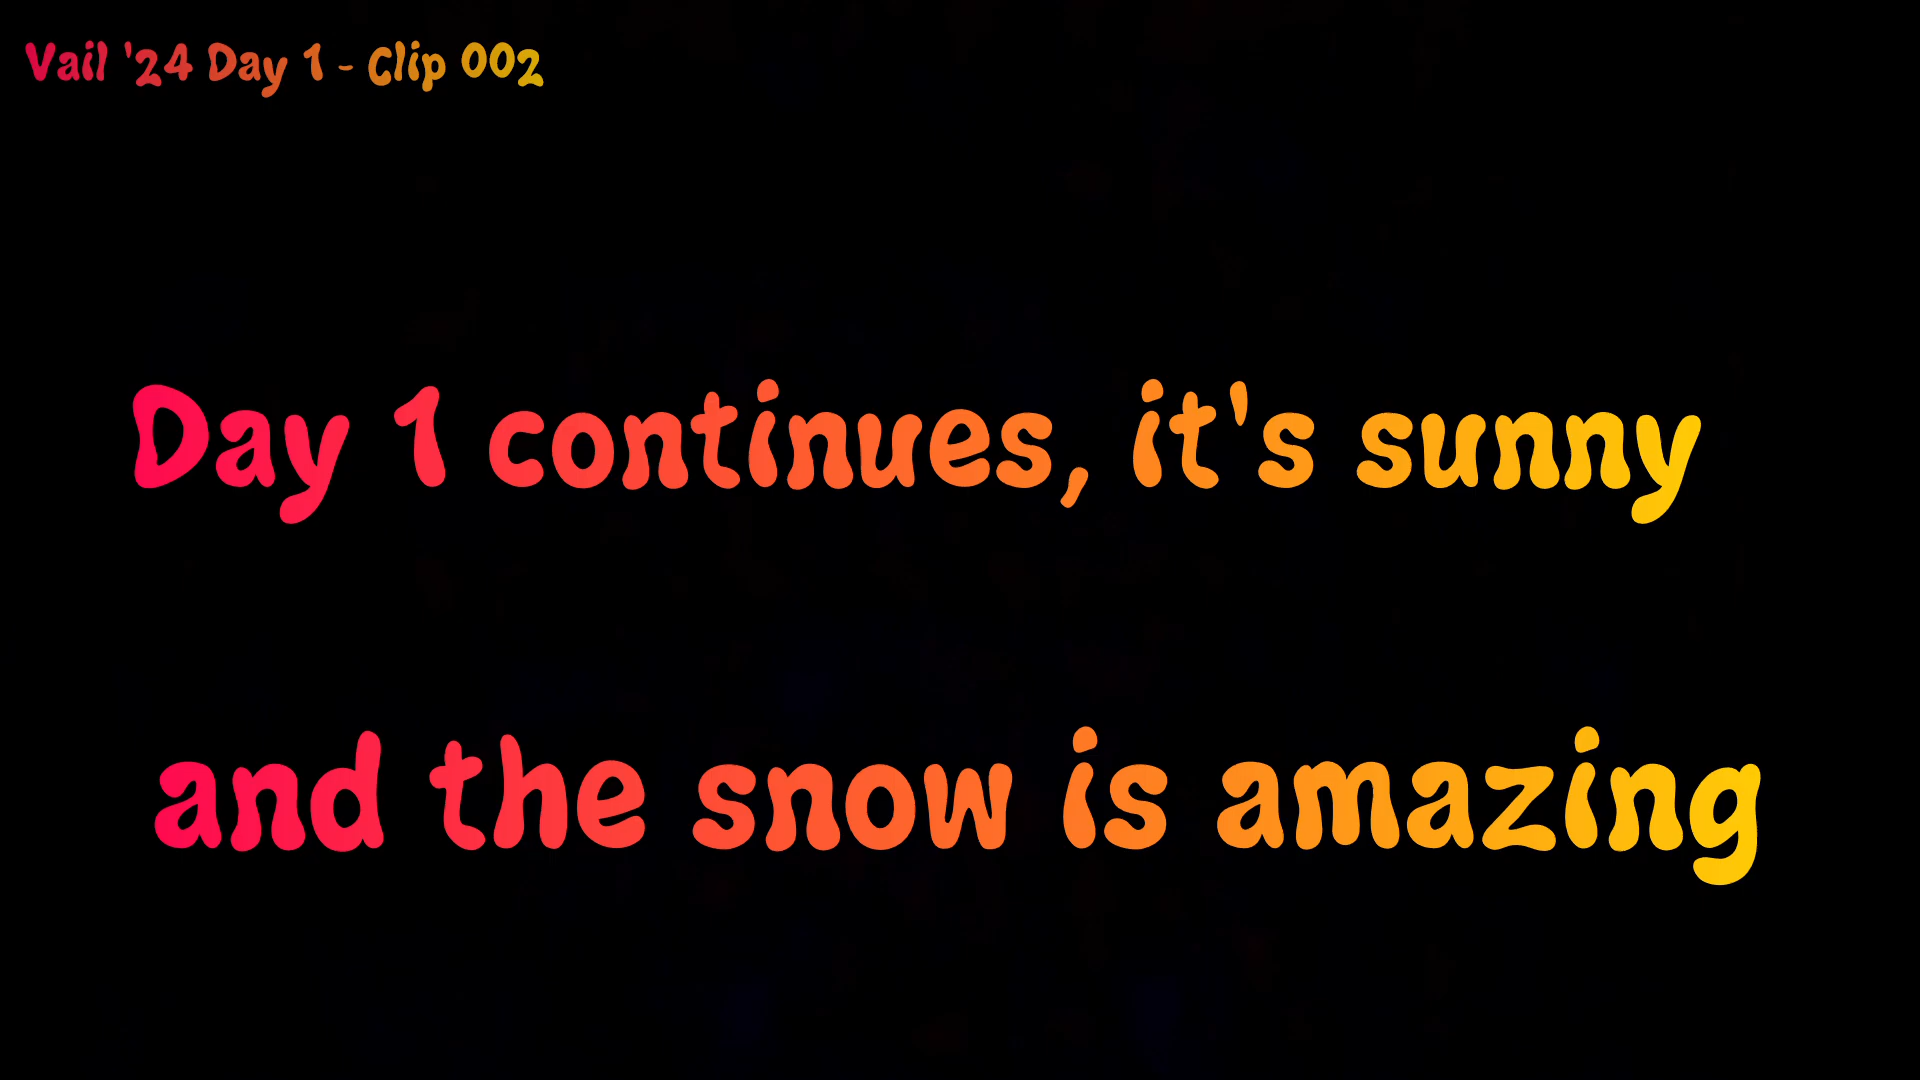 Vail '24 Day 1 - Clip 002
Day 1 continues, it's sunny
and the snow is amazing